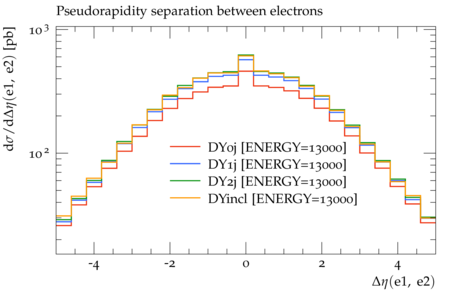 Pseudorapidity separation between electrons
dσ/dΔη(e1, e2) [pb]
10³
10²
DY0j [ENERGY=13000]
DY1j [ENERGY=13000]
DY2j [ENERGY=13000]
DYincl [ENERGY=13000]
-4 -2 0 2 4
Δη(e1, e2)